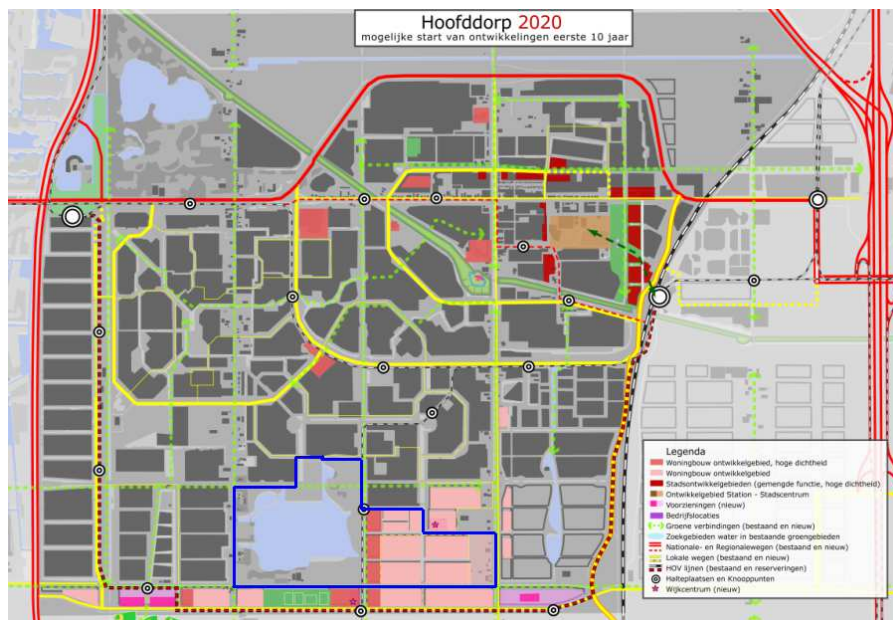 Hoofddorp 2020
mogelijke start van ontwikkelingen eerste 10 jaar
Legenda
Woningbouw ontwikkelgebied, hoge dichtheid
Woningbouw ontwikkelgebied
Stadsontwikkelgebieden (gemengde functie, hoge dichtheid)
Ontwikkelgebied Station - Stadscentrum
Voorzieningen (nieuw)
Bedrijfslocaties
Groene verbindingen (bestaand en nieuw)
Zoekgebieden water in bestaande groengebieden
Nationale- en Regionalewegen (bestaand en nieuw)
Lokale wegen (bestaand en nieuw)
HOV lijnen (bestaand en reserveringen)
Halteplaatsen en Knooppunten
Wijkcentrum (nieuw)